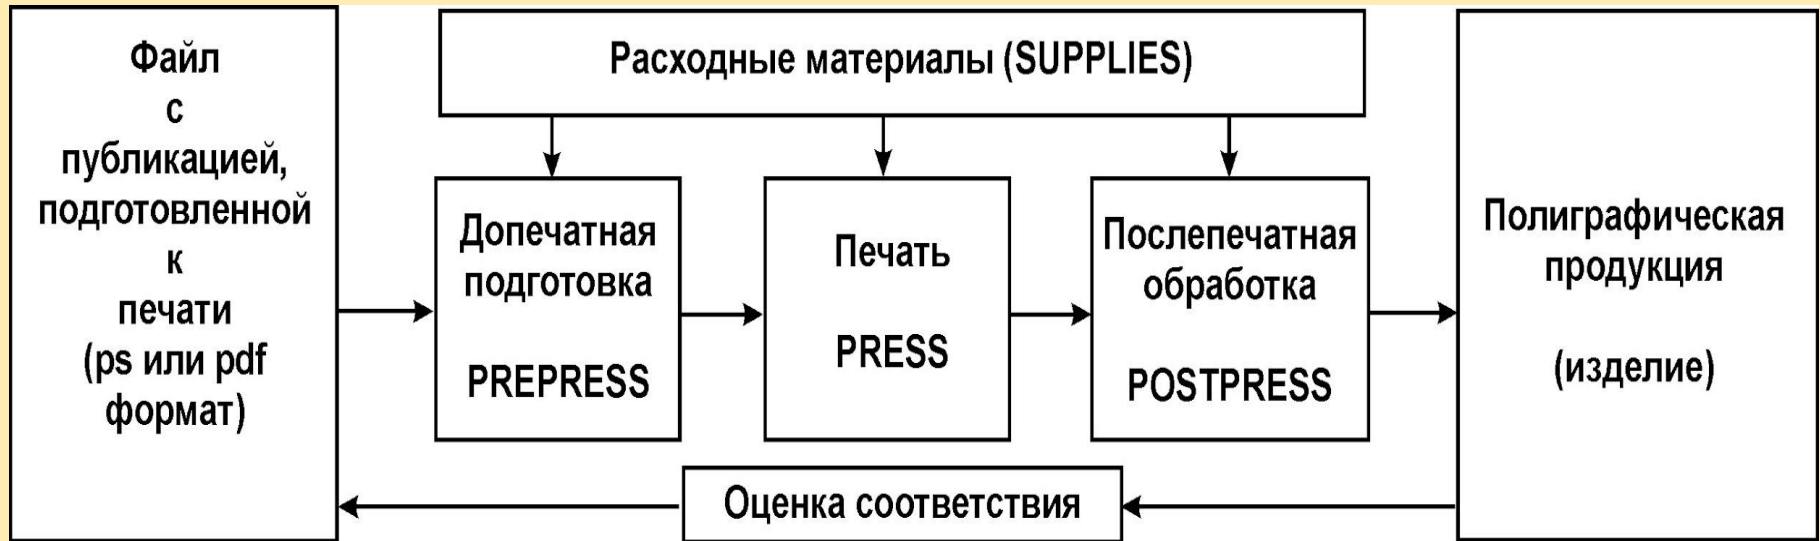 Файл
с
публикацией,
подготовленной
к
печати
(ps или pdf
формат)
Расходные материалы (SUPPLIES)
Допечатная
подготовка
PREPRESS
Печать
PRESS
Послепечатная
обработка
POSTPRESS
Полиграфическая
продукция
(изделие)
Оценка соответствия